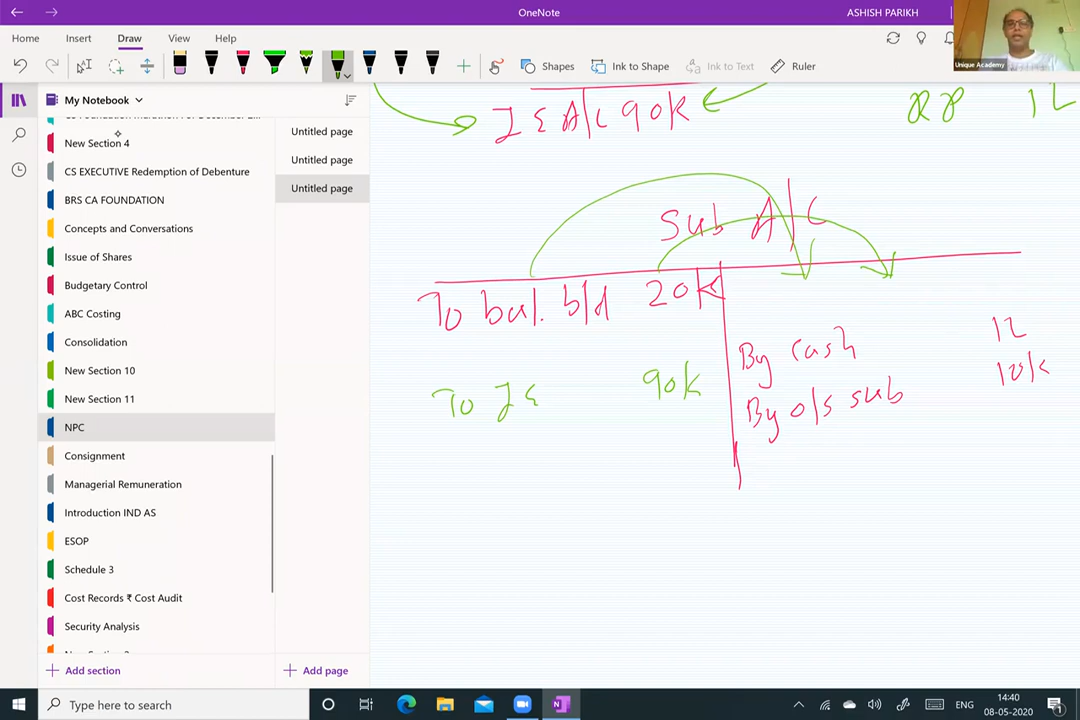 OneNote
ASHISH PARIKH
Home Insert Draw View Help
Unique Academy
Shapes Ink to Shape Ink to Text Ruler
My Notebook
New Section 4
CS EXECUTIVE Redemption of Debenture
BRS CA FOUNDATION
Concepts and Conversations
Issue of Shares
Budgetary Control
ABC Costing
Consolidation
New Section 10
New Section 11
NPC
Consignment
Managerial Remuneration
Introduction IND AS
ESOP
Schedule 3
Cost Records ₹ Cost Audit
Security Analysis
Add section
Untitled page
Untitled page
Untitled page
Add page
I & A/C 90K
RP 1L
Sub A/C
To bal. b/d 20K
By cash 1L
By o/s sub 10K
To I& 90K
Type here to search
ENG
14:40
08-05-2020
1